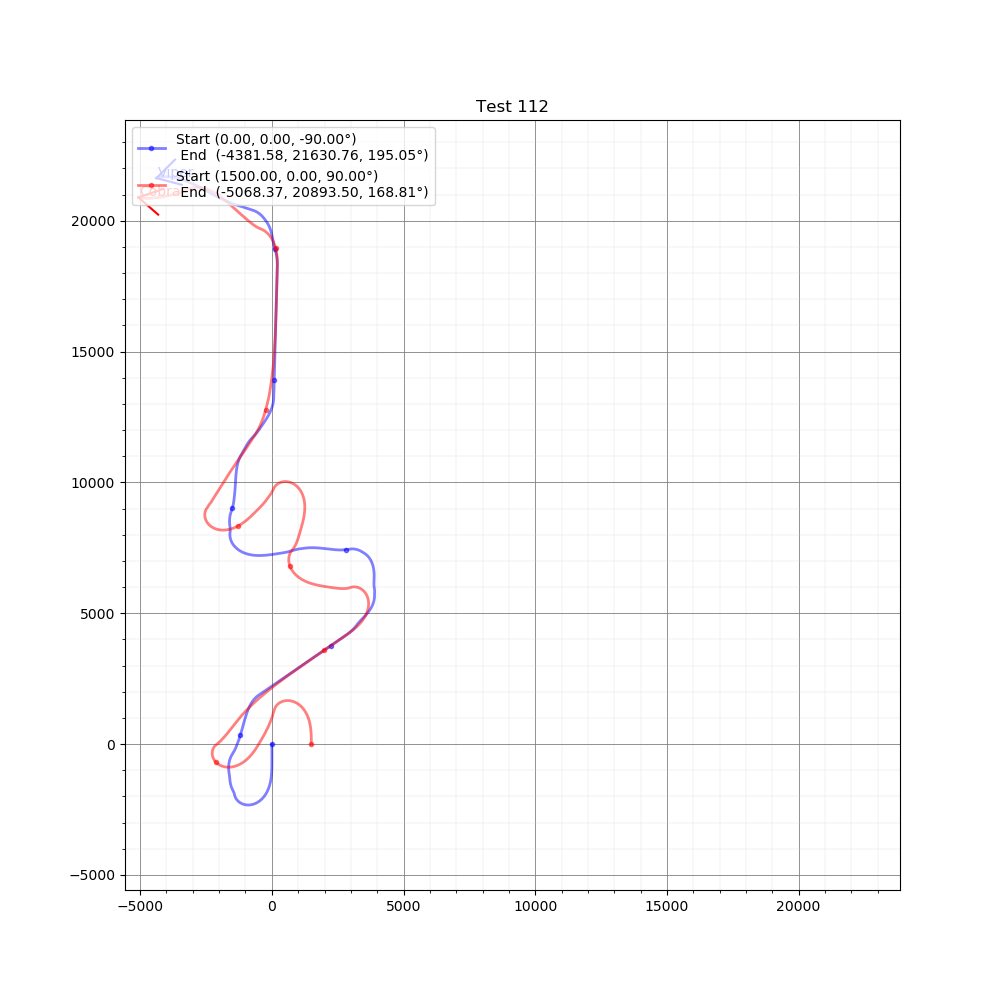 Test 112
Start (0.00, 0.00, -90.00°)
End (-4381.58, 21630.76, 195.05°)
Start (1500.00, 0.00, 90.00°)
End (-5068.37, 20893.50, 168.81°)
Viper
Cobra
20000
15000
10000
5000
0
−5000
−5000 0 5000 10000 15000 20000